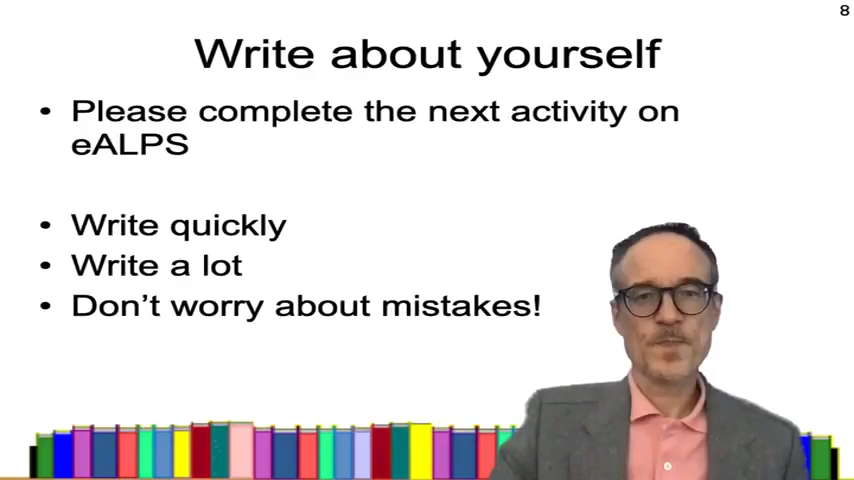 8
Write about yourself
• Please complete the next activity on
eALPS
• Write quickly
• Write a lot
• Don’t worry about mistakes!